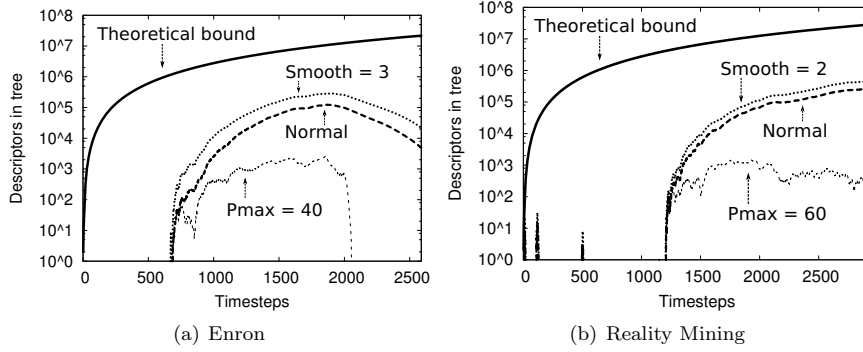 10^8
10^7
10^6
10^5
10^4
10^3
10^2
10^1
10^0
Descriptors in tree
Theoretical bound
Smooth = 3
Normal
Pmax = 40
0 500 1000 1500 2000 2500
Timesteps
(a) Enron
10^8
10^7
10^6
10^5
10^4
10^3
10^2
10^1
10^0
Descriptors in tree
Theoretical bound
Smooth = 2
Normal
Pmax = 60
0 500 1000 1500 2000 2500
Timesteps
(b) Reality Mining